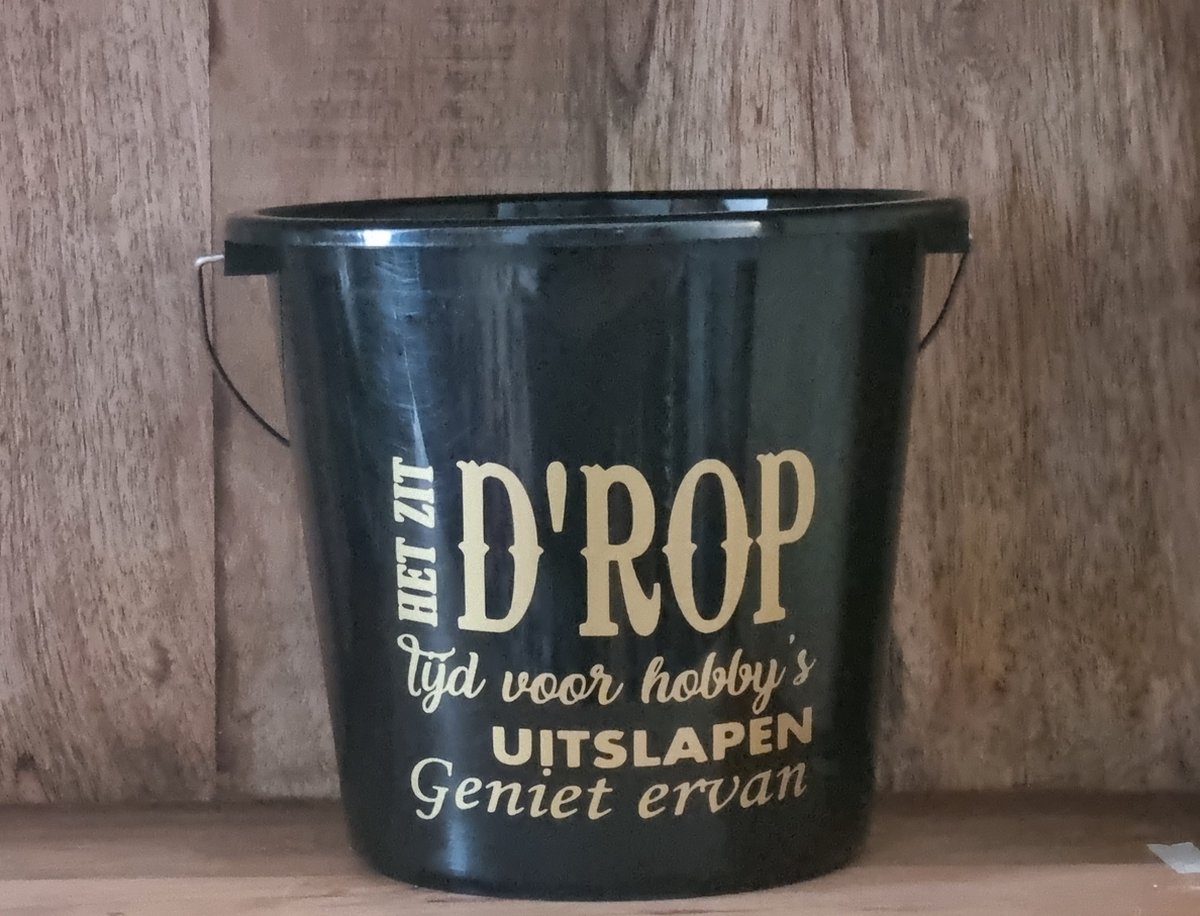 HET ZIT
D'ROP
Tijd voor hobby's
UITSLAPEN
Geniet ervan